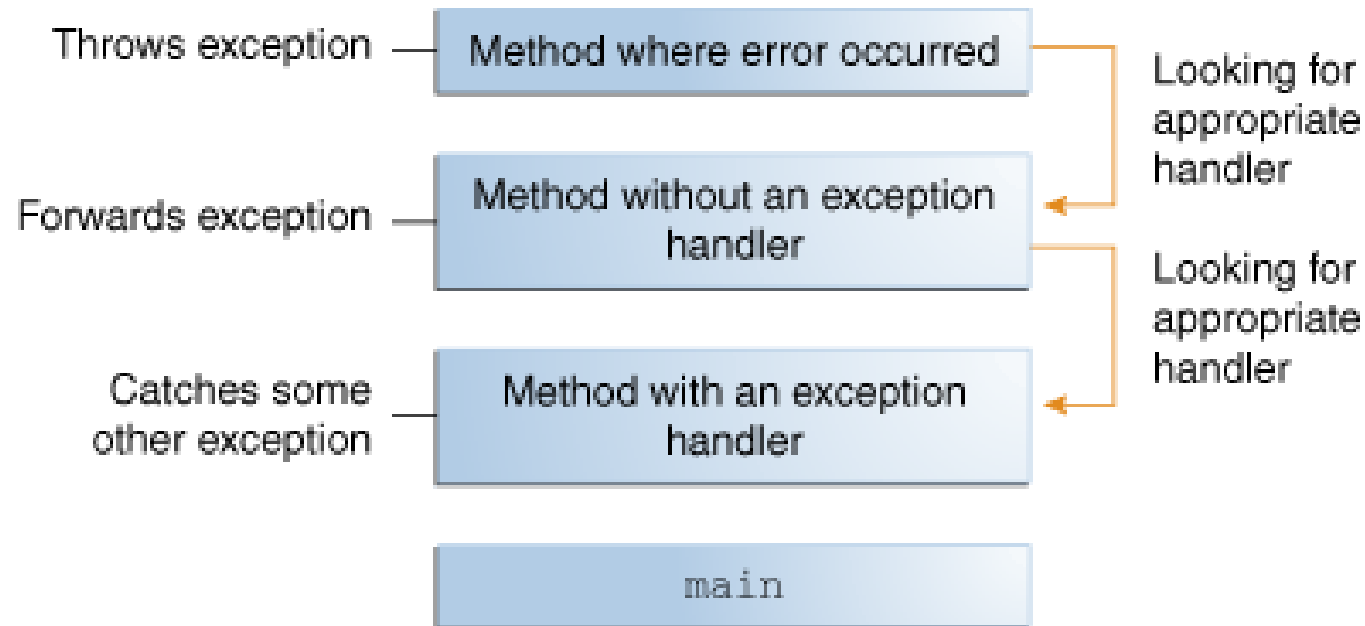 Throws exception
Method where error occurred
Looking for
appropriate
handler
Forwards exception
Method without an exception
handler
Looking for
appropriate
handler
Catches some
other exception
Method with an exception
handler
main